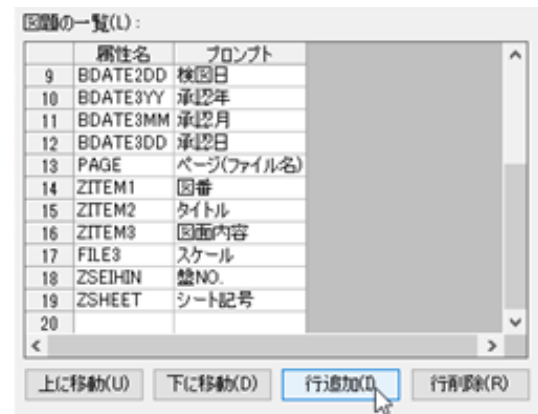 図題の一覧(L):
属性名 プロンプト
9 BDATE2DD 検図日
10 BDATE3YY 承認年
11 BDATE3MM 承認月
12 BDATE3DD 承認日
13 PAGE ページ(ファイル名)
14 ZITEM1 図番
15 ZITEM2 タイトル
16 ZITEM3 図面内容
17 FILE3 スケール
18 ZSEIHIN 盤NO.
19 ZSHEET シート記号
20
上に移動(U) 下に移動(D) 行追加(I) 行削除(R)